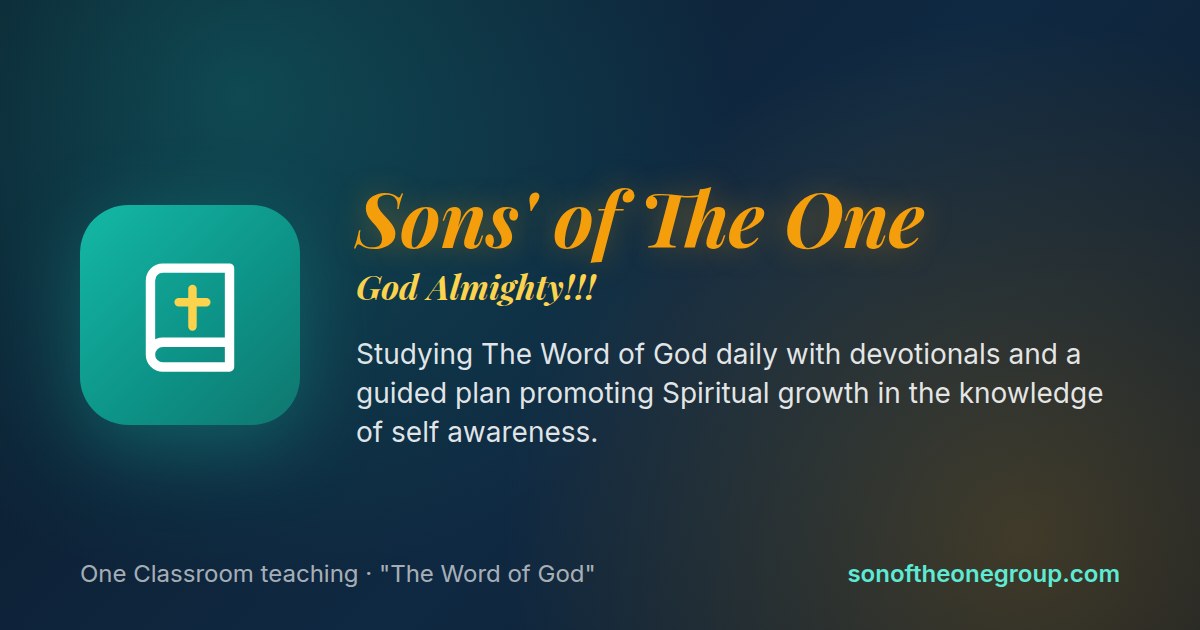 Sons' of The One
God Almighty!!!
Studying The Word of God daily with devotionals and a
guided plan promoting Spiritual growth in the knowledge
of self awareness.
One Classroom teaching · "The Word of God"
sonoftheonegroup.com